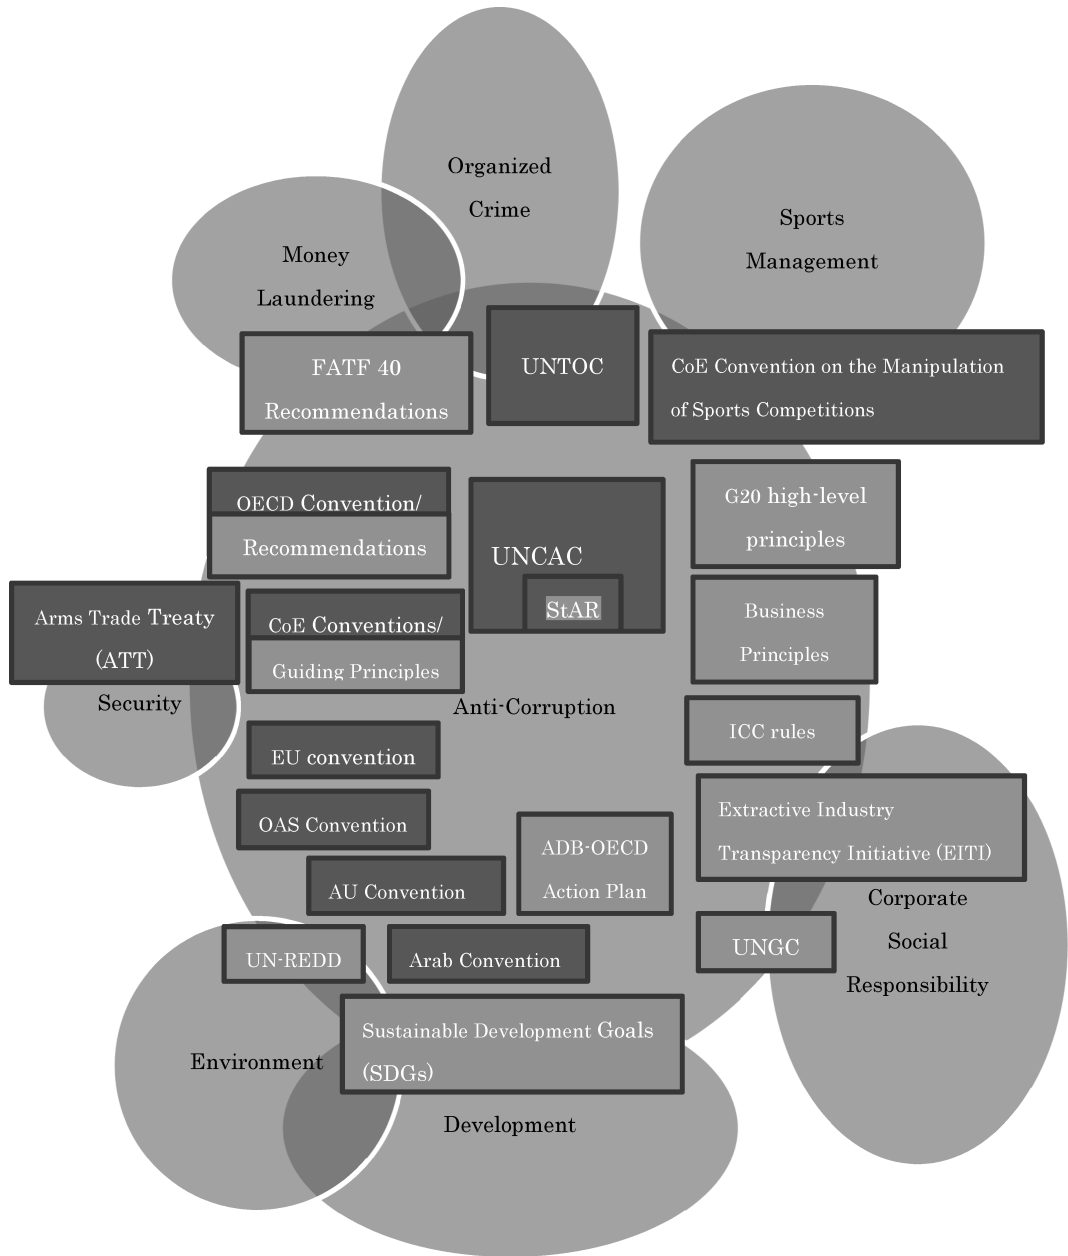 Organized
Crime
Sports
Management
Money
Laundering
FATF 40
Recommendations
UNTOC
CoE Convention on the Manipulation
of Sports Competitions
OECD Convention/
Recommendations
UNCAC
StAR
G20 high-level
principles
Arms Trade Treaty
(ATT)
Security
CoE Conventions/
Guiding Principles
Business
Principles
Anti-Corruption
ICC rules
EU convention
OAS Convention
ADB-OECD
Action Plan
Extractive Industry
Transparency Initiative (EITI)
AU Convention
Corporate
Social
Responsibility
UNGC
UN-REDD
Arab Convention
Sustainable Development Goals
(SDGs)
Environment
Development